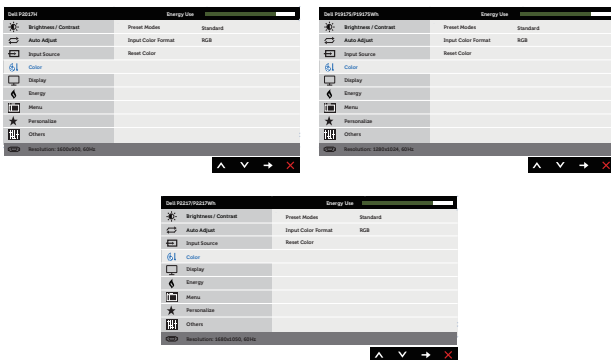 Dell P2017H Energy Use
Brightness / Contrast Preset Modes Standard
Auto Adjust Input Color Format RGB
Input Source Reset Color
Color
Display
Energy
Menu
Personalize
Others
Resolution: 1600x900, 60Hz
Dell P1917S/P1917SWh Energy Use
Brightness / Contrast Preset Modes Standard
Auto Adjust Input Color Format RGB
Input Source Reset Color
Color
Display
Energy
Menu
Personalize
Others
Resolution: 1280x1024, 60Hz
Dell P2217/P2217Wh Energy Use
Brightness / Contrast Preset Modes Standard
Auto Adjust Input Color Format RGB
Input Source Reset Color
Color
Display
Energy
Menu
Personalize
Others
Resolution: 1680x1050, 60Hz